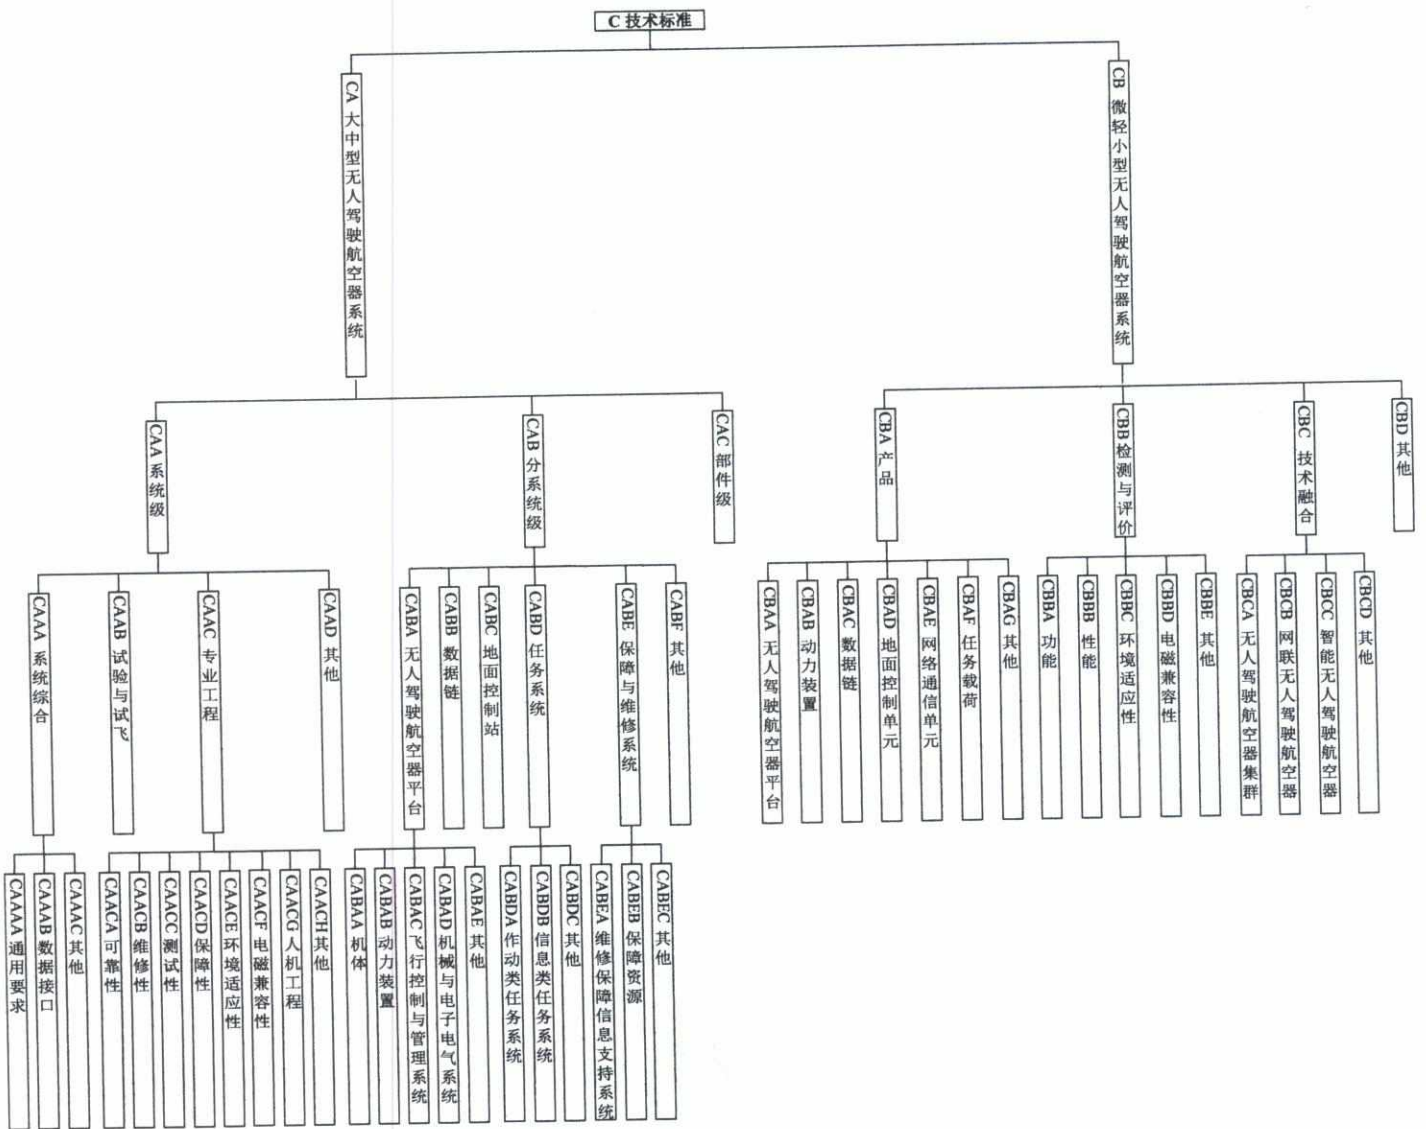 C 技术标准
CA 大中型无人驾驶航空器系统
CB 微轻小型无人驾驶航空器系统
CAA 系统级
CAB 分系统级
CAC 部件级
CBA 产品
CBB 检测与评价
CBC 技术融合
CBD 其他
CAAA 系统综合
CAAB 试验与试飞
CAAC 专业工程
CAAD 其他
CABA 无人驾驶航空器平台
CABB 数据链
CABC 地面控制站
CABD 任务系统
CABE 保障与维修系统
CABF 其他
CBAA 无人驾驶航空器平台
CBAB 动力装置
CBAC 数据链
CBAD 地面控制单元
CBAE 网络通信单元
CBAF 任务载荷
CBAG 其他
CBBA 功能
CBBB 性能
CBBC 环境适应性
CBBD 电磁兼容性
CBBE 其他
CBCA 无人驾驶航空器集群
CBCB 网联无人驾驶航空器
CBCC 智能无人驾驶航空器
CBCD 其他
CAAAA 通用要求
CAAAB 数据接口
CAAAC 其他
CAACA 可靠性
CAACB 维修性
CAACC 测试性
CAACD 保障性
CAACE 环境适应性
CAACF 电磁兼容性
CAACG 人机工程
CAACH 其他
CABAA 机体
CABAB 动力装置
CABAC 飞行控制与管理系统
CABAD 机械与电子电气系统
CABAE 其他
CABDA 作动类任务系统
CABDB 信息类任务系统
CABDC 其他
CABEA 维修保障信息支持系统
CABEB 保障资源
CABEC 其他